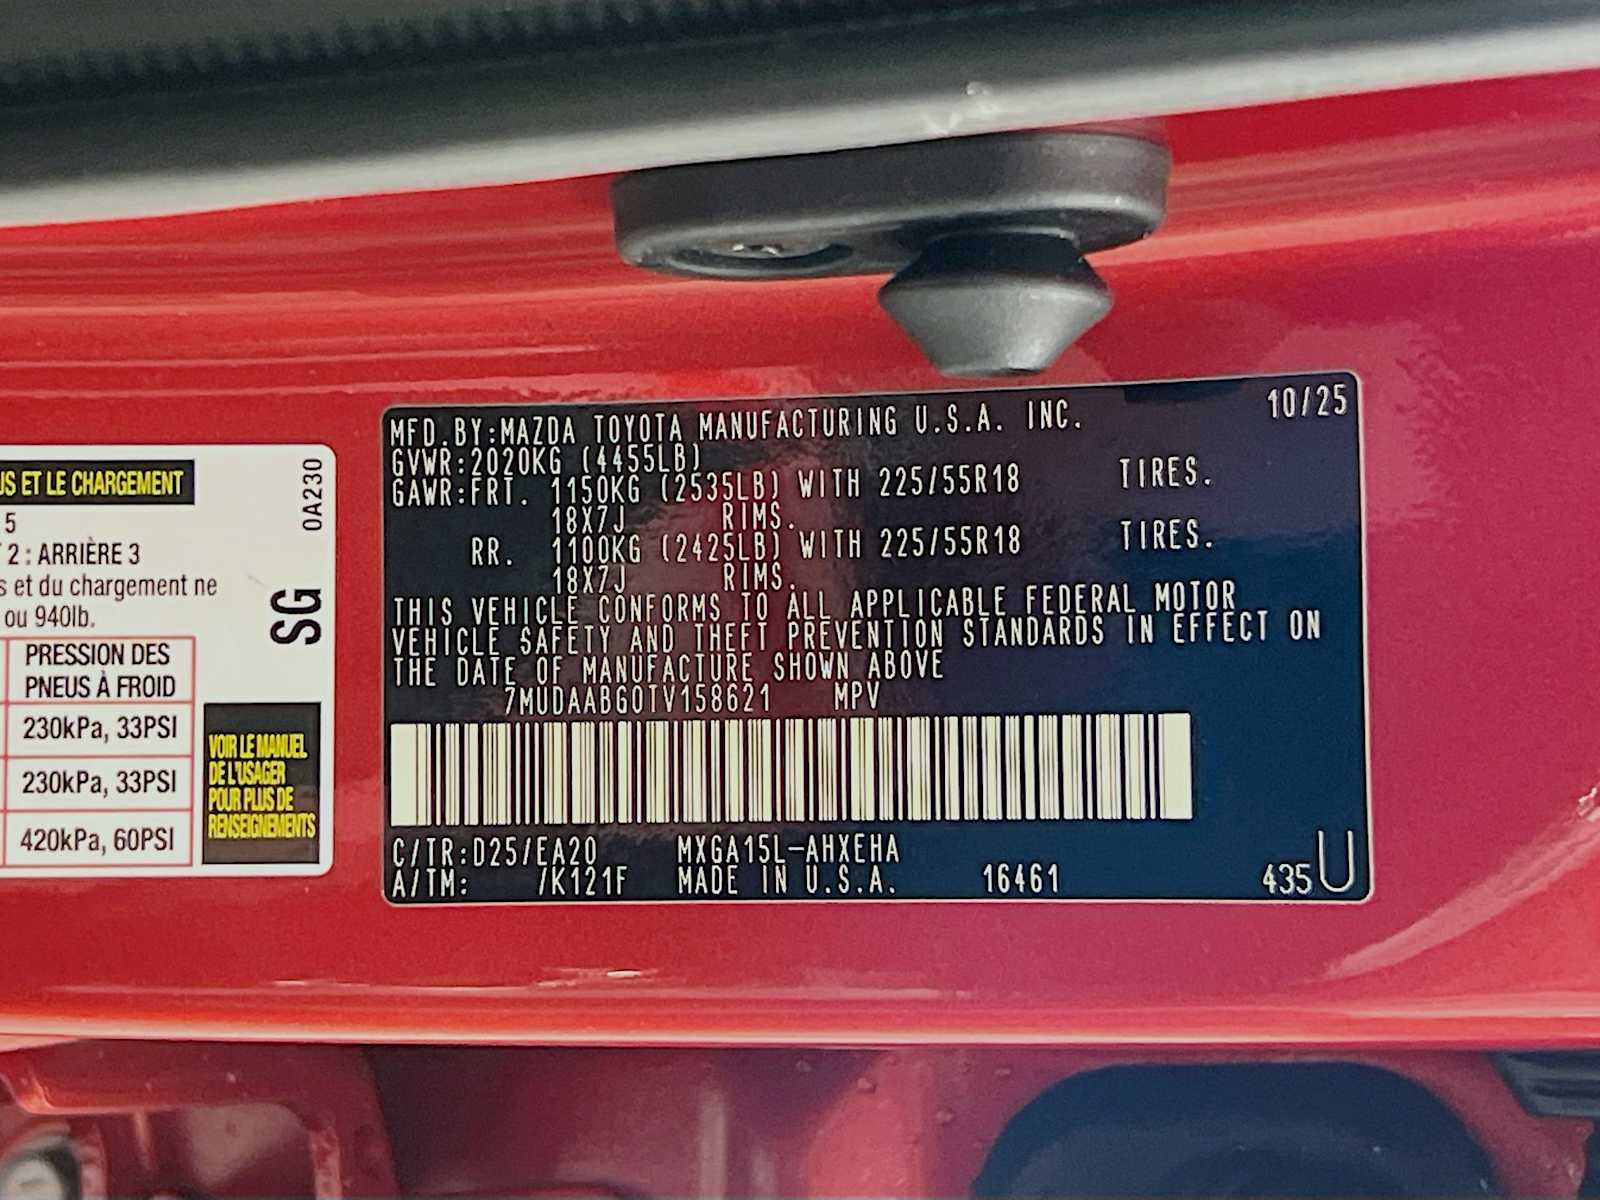 US ET LE CHARGEMENT
0A230
5
2 : ARRIÈRE 3
s et du chargement ne
ou 940lb.
SG
PRESSION DES
PNEUS À FROID
230kPa, 33PSI
230kPa, 33PSI
420kPa, 60PSI
VOIR LE MANUEL
DE L'USAGER
POUR PLUS DE
RENSEIGNEMENTS
MFD.BY:MAZDA TOYOTA MANUFACTURING U.S.A. INC. 10/25
GVWR:2020KG (4455LB)
GAWR:FRT. 1150KG (2535LB) WITH 225/55R18 TIRES.
18X7J RIMS.
RR. 1100KG (2425LB) WITH 225/55R18 TIRES.
18X7J RIMS.
THIS VEHICLE CONFORMS TO ALL APPLICABLE FEDERAL MOTOR
VEHICLE SAFETY AND THEFT PREVENTION STANDARDS IN EFFECT ON
THE DATE OF MANUFACTURE SHOWN ABOVE
7MUDAABG0TV158621 MPV
C/TR:D25/EA20 MXGA15L-AHXEHA
A/TM: /K121F MADE IN U.S.A. 16461 435 U